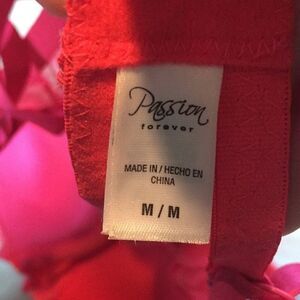 Passion
forever
MADE IN / HECHO EN
CHINA
M / M